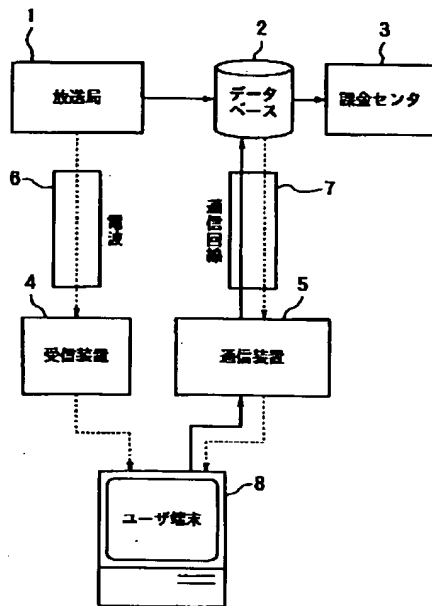 1
2
3
放送局
データ
ベース
課金センタ
6
電波
通信回線
7
4
5
受信装置
通信装置
8
ユーザ端末